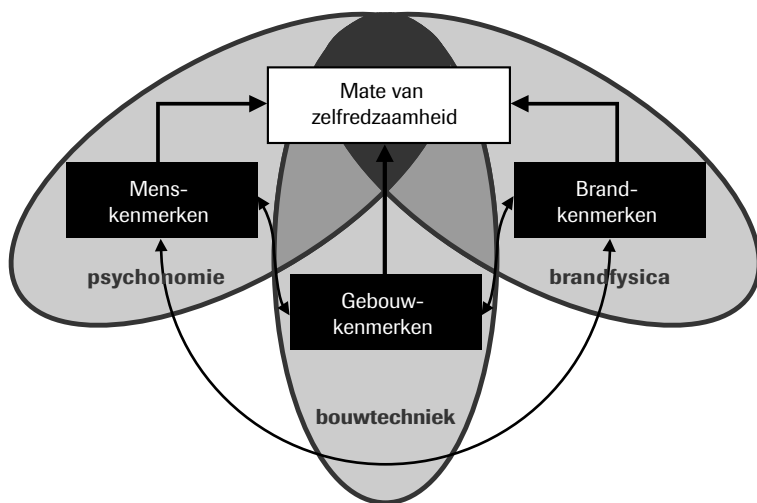 Mate van
zelfredzaamheid
Mens-
kenmerken
Brand-
kenmerken
psychonomie
brandfysica
Gebouw-
kenmerken
bouwtechniek